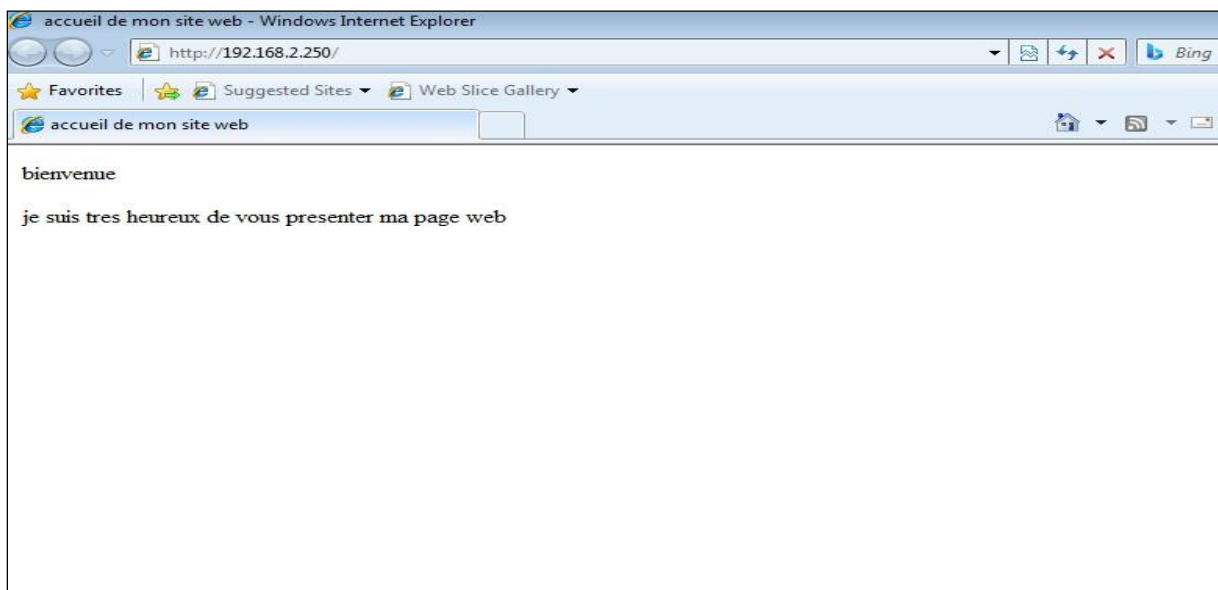 accueil de mon site web - Windows Internet Explorer
http://192.168.2.250/
Bing
Favorites Suggested Sites Web Slice Gallery
accueil de mon site web
bienvenue
je suis tres heureux de vous presenter ma page web